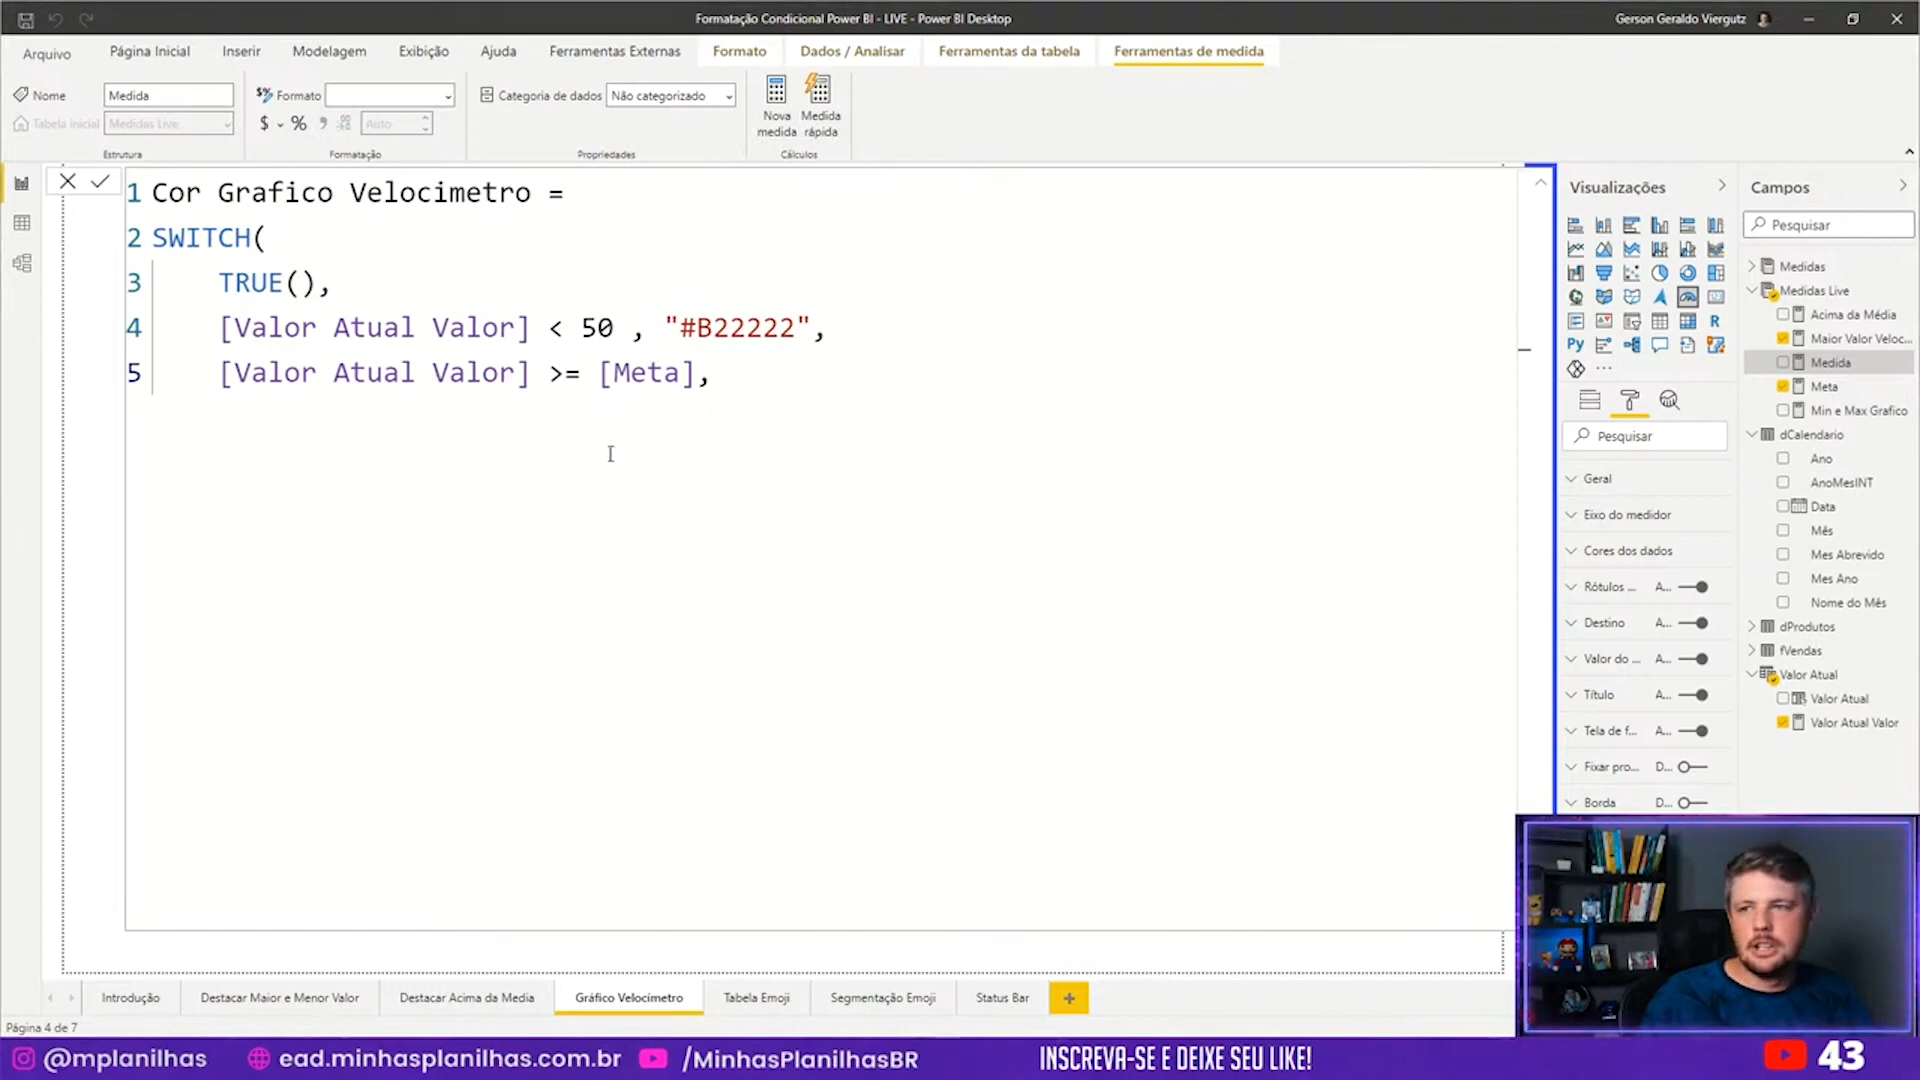 Formatação Condicional Power BI - LIVE - Power BI Desktop
Gerson Geraldo Viergutz
Arquivo
Página Inicial
Inserir
Modelagem
Exibição
Ajuda
Ferramentas Externas
Formato
Dados / Analisar
Ferramentas da tabela
Ferramentas de medida
Nome
Medida
Formato
Categoria de dados
Não categorizado
Nova medida
Medida rápida
Tabela inicial
Medidas Live
$
%
Auto
Estrutura
Formatação
Propriedades
Cálculos
1 Cor Grafico Velocimetro =
2 SWITCH(
3 TRUE(),
4 [Valor Atual Valor] < 50 , "#B22222",
5 [Valor Atual Valor] >= [Meta],
Visualizações
R
Py
...
Pesquisar
Geral
Eixo do medidor
Cores dos dados
Rótulos ... A...
Destino A...
Valor do ... A...
Título A...
Tela de f... A...
Fixar pro... D...
Borda D...
Campos
Pesquisar
Medidas
Medidas Live
Acima da Média
Maior Valor Veloc...
Medida
Meta
Min e Max Grafico
dCalendario
Ano
AnoMesINT
Data
Mês
Mes Abrevido
Mes Ano
Nome do Mês
dProdutos
fVendas
Valor Atual
Valor Atual
Valor Atual Valor
Introdução
Destacar Maior e Menor Valor
Destacar Acima da Media
Gráfico Velocímetro
Tabela Emoji
Segmentação Emoji
Status Bar
+
Página 4 de 7
@mplanilhas
ead.minhasplanilhas.com.br
/MinhasPlanilhasBR
INSCREVA-SE E DEIXE SEU LIKE!
43